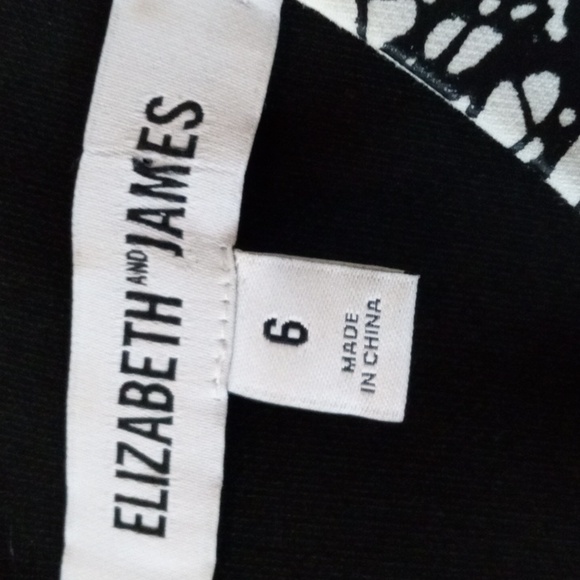 ELIZABETH AND JAMES
6
MADE
IN CHINA